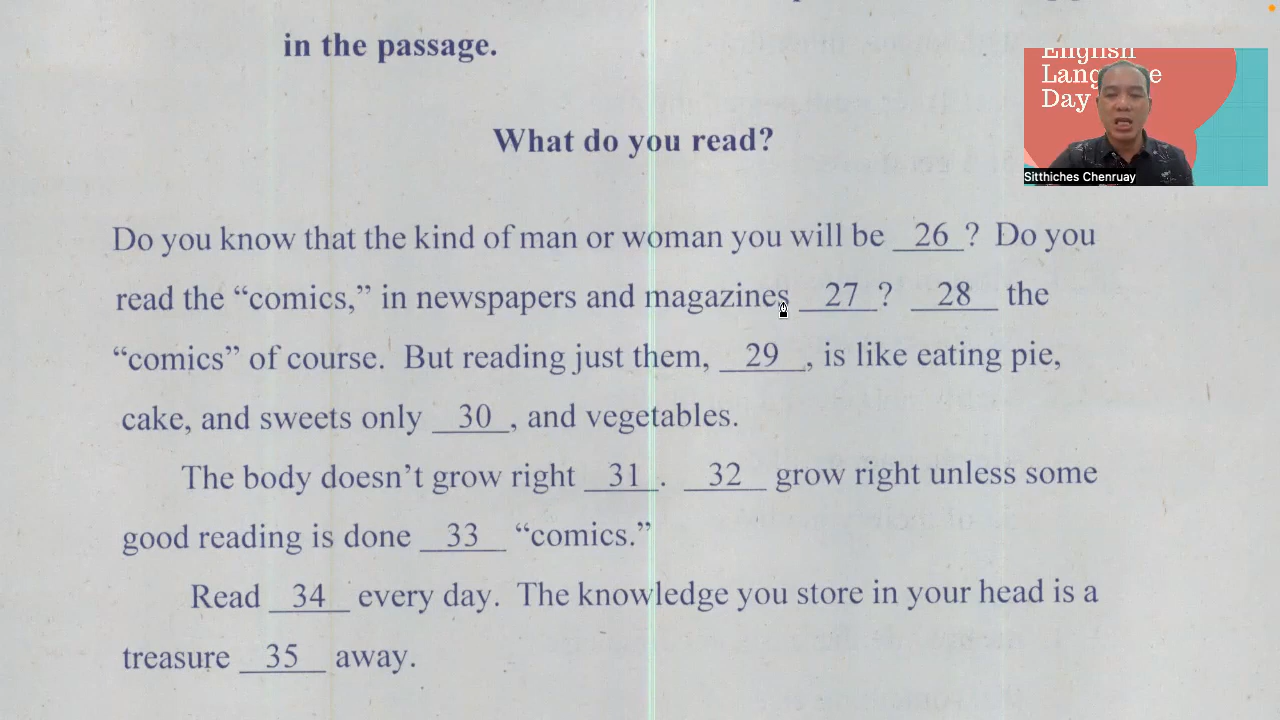 in the passage.
English
Language
Day
Sitthiches Chenruay
What do you read?
Do you know that the kind of man or woman you will be 26 ? Do you
read the “comics,” in newspapers and magazines 27 ? 28 the
“comics” of course. But reading just them, 29 , is like eating pie,
cake, and sweets only 30 , and vegetables.
The body doesn’t grow right 31 . 32 grow right unless some
good reading is done 33 “comics.”
Read 34 every day. The knowledge you store in your head is a
treasure 35 away.